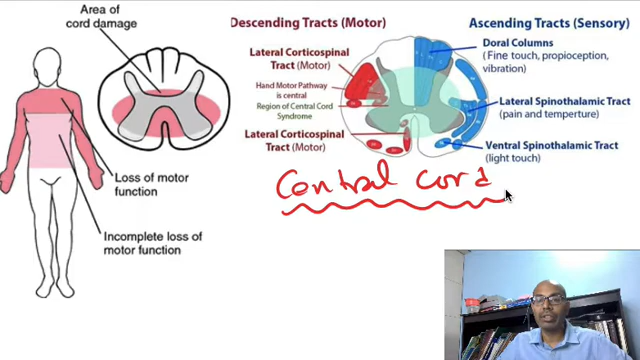 Area of
cord damage
Loss of motor
function
Incomplete loss of
motor function
Descending Tracts (Motor)
Lateral Corticospinal
Tract (Motor)
Hand Motor Pathway
is central
Region of Central Cord
Syndrome
Lateral Corticospinal
Tract (Motor)
Ascending Tracts (Sensory)
Doral Columns
(Fine touch, propioception,
vibration)
Lateral Spinothalamic Tract
(pain and temperture)
Ventral Spinothalamic Tract
(light touch)
Central cord